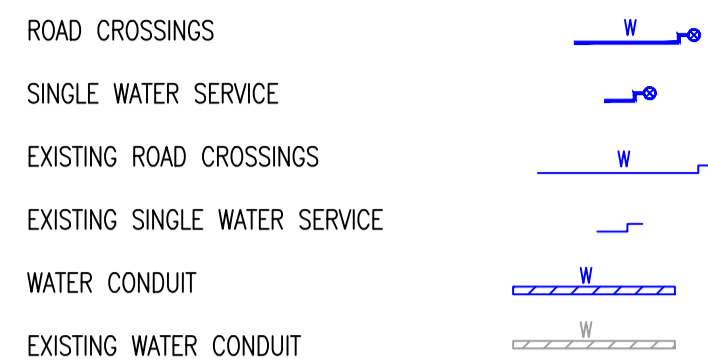 ROAD CROSSINGS W
SINGLE WATER SERVICE
EXISTING ROAD CROSSINGS W
EXISTING SINGLE WATER SERVICE
WATER CONDUIT W
EXISTING WATER CONDUIT W